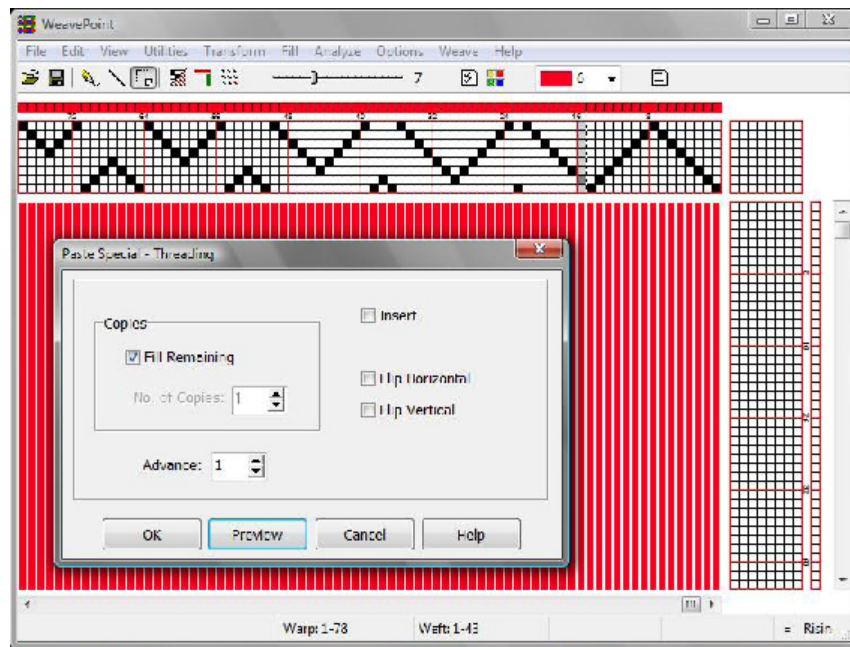 WeavePoint
File Edit View Utilities Transform Fill Analyze Options Weave Help
7 6
Paste Special - Threading
Copies
Fill Remaining
No. of Copies: 1
Insert
Flip Horizontal
Flip Vertical
Advance: 1
OK Preview Cancel Help
Warp: 1-78 Weft: 1-43 = Risin